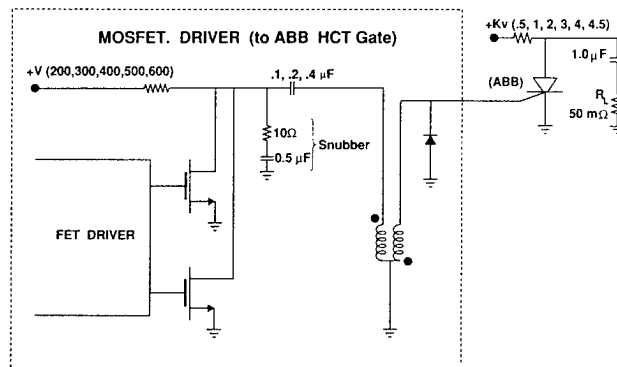 MOSFET. DRIVER (to ABB HCT Gate)
+Kv (.5, 1, 2, 3, 4, 4.5)
+V (200,300,400,500,600)
.1, .2, .4 μF
1.0 μF
(ABB)
R L
50 mΩ
10Ω
0.5 μF
Snubber
FET DRIVER